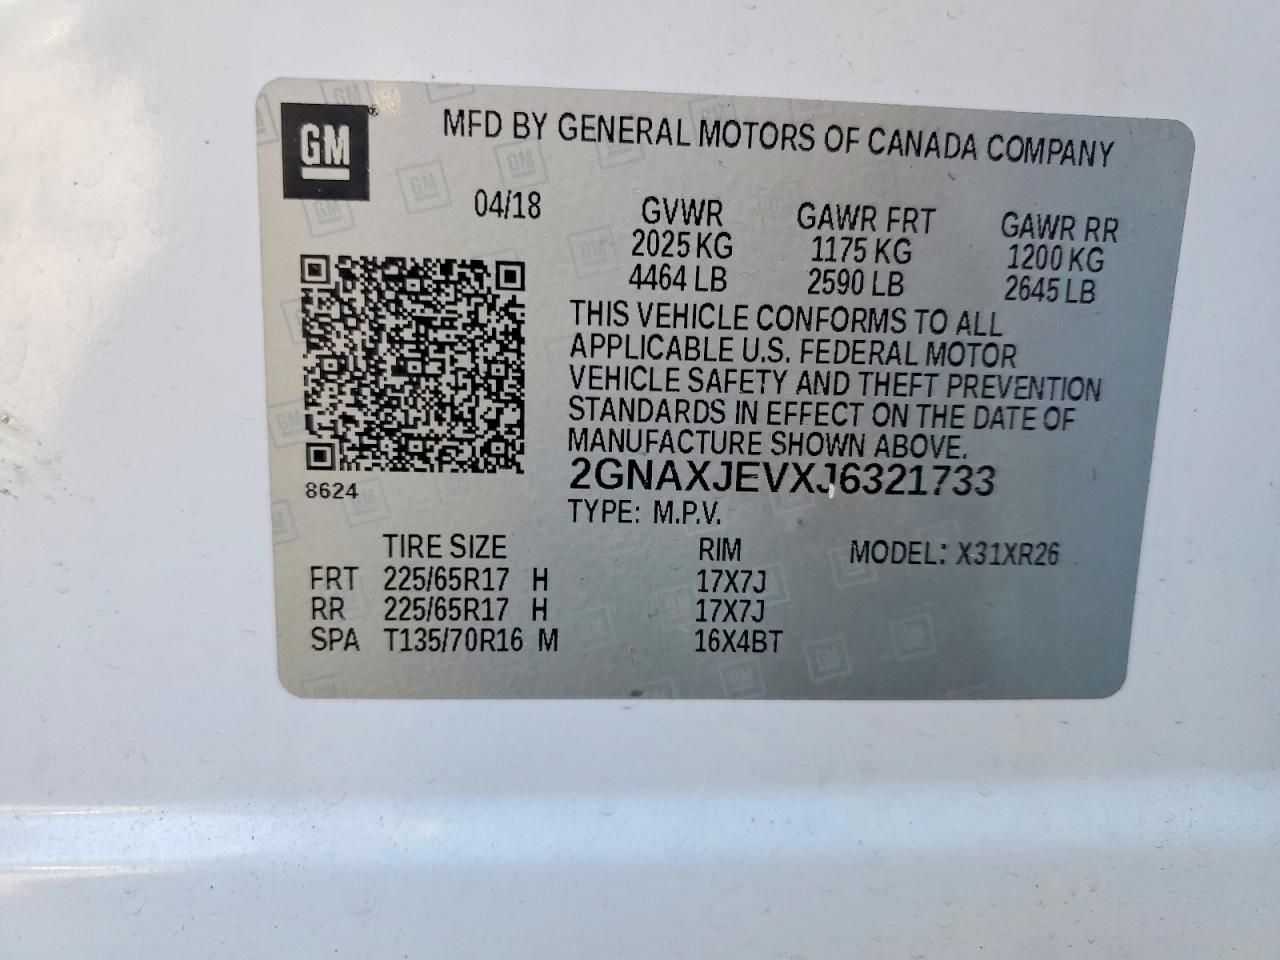 GM®
MFD BY GENERAL MOTORS OF CANADA COMPANY
04/18
GVWR GAWR FRT GAWR RR
2025 KG 1175 KG 1200 KG
4464 LB 2590 LB 2645 LB
THIS VEHICLE CONFORMS TO ALL
APPLICABLE U.S. FEDERAL MOTOR
VEHICLE SAFETY AND THEFT PREVENTION
STANDARDS IN EFFECT ON THE DATE OF
MANUFACTURE SHOWN ABOVE.
2GNAXJEVXJ6321733
8624
TYPE: M.P.V.
TIRE SIZE RIM MODEL: X31XR26
FRT 225/65R17 H 17X7J
RR 225/65R17 H 17X7J
SPA T135/70R16 M 16X4BT